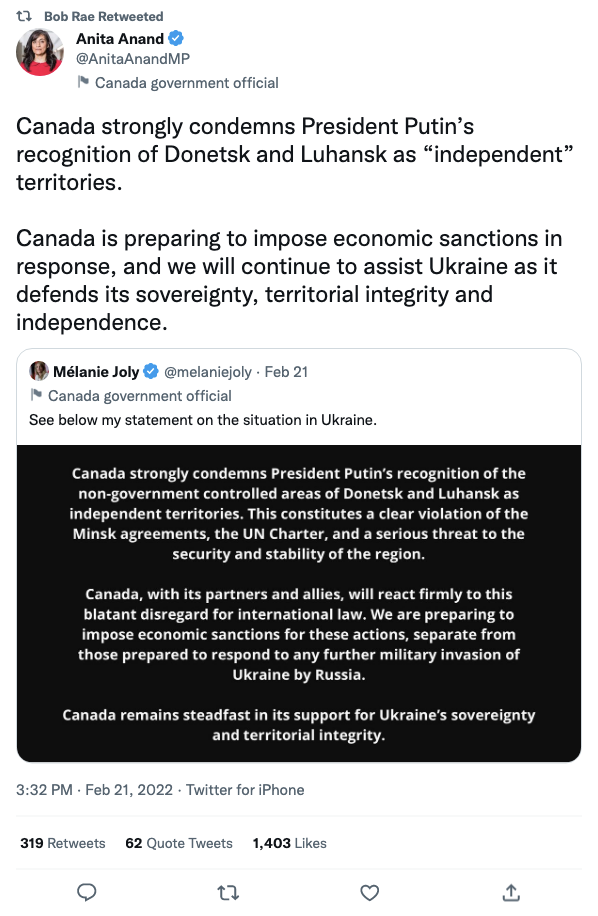 Bob Rae Retweeted
Anita Anand
@AnitaAnandMP
Canada government official
Canada strongly condemns President Putin’s
recognition of Donetsk and Luhansk as “independent”
territories.
Canada is preparing to impose economic sanctions in
response, and we will continue to assist Ukraine as it
defends its sovereignty, territorial integrity and
independence.
Mélanie Joly @melaniejoly · Feb 21
Canada government official
See below my statement on the situation in Ukraine.
Canada strongly condemns President Putin’s recognition of the
non-government controlled areas of Donetsk and Luhansk as
independent territories. This constitutes a clear violation of the
Minsk agreements, the UN Charter, and a serious threat to the
security and stability of the region.
Canada, with its partners and allies, will react firmly to this
blatant disregard for international law. We are preparing to
impose economic sanctions for these actions, separate from
those prepared to respond to any further military invasion of
Ukraine by Russia.
Canada remains steadfast in its support for Ukraine’s sovereignty
and territorial integrity.
3:32 PM · Feb 21, 2022 · Twitter for iPhone
319 Retweets 62 Quote Tweets 1,403 Likes